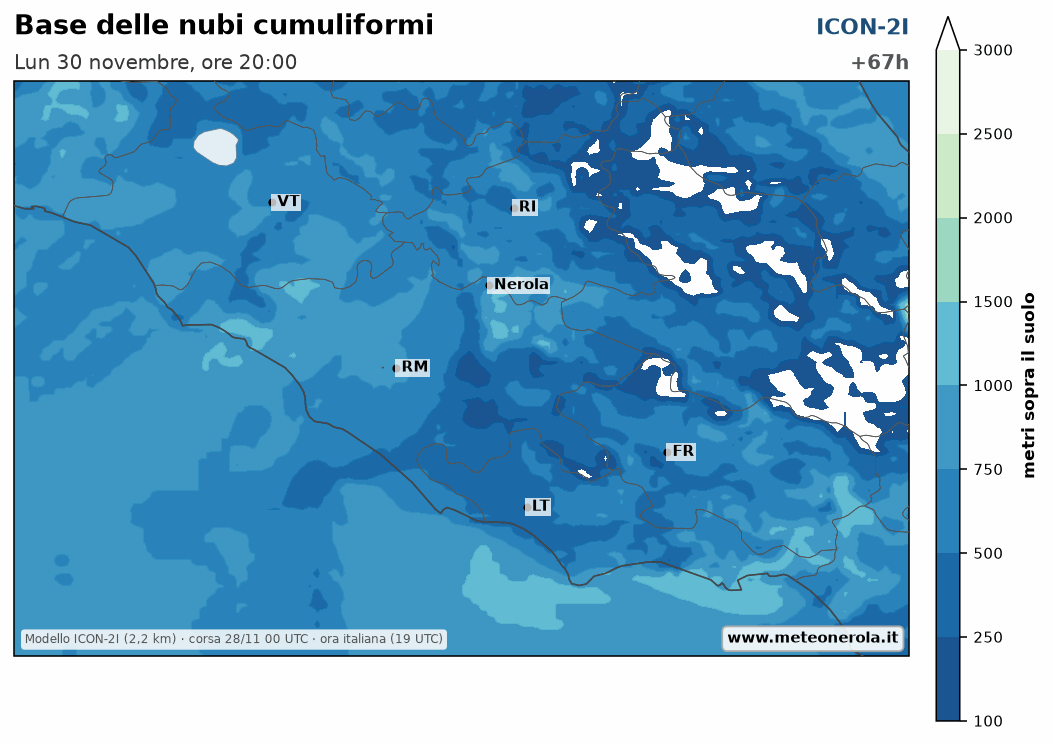 Base delle nubi cumuliformi
ICON-2I
Lun 30 novembre, ore 20:00
+67h
VT
RI
Nerola
RM
FR
LT
Modello ICON-2I (2,2 km) · corsa 28/11 00 UTC · ora italiana (19 UTC)
www.meteonerola.it
3000
2500
2000
1500
1000
750
500
250
100
metri sopra il suolo